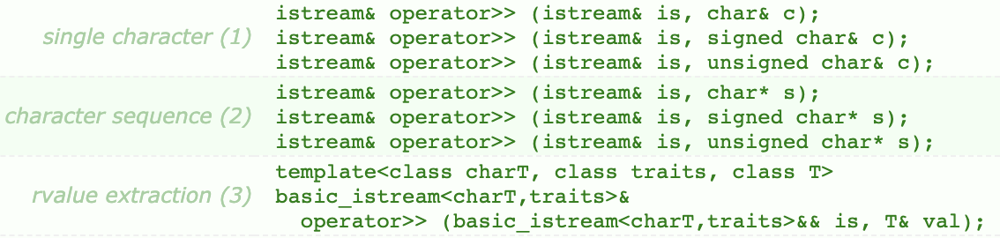 single character (1)
istream& operator>> (istream& is, char& c);
istream& operator>> (istream& is, signed char& c);
istream& operator>> (istream& is, unsigned char& c);
character sequence (2)
istream& operator>> (istream& is, char* s);
istream& operator>> (istream& is, signed char* s);
istream& operator>> (istream& is, unsigned char* s);
rvalue extraction (3)
template<class charT, class traits, class T>
basic_istream<charT,traits>&
  operator>> (basic_istream<charT,traits>&& is, T& val);